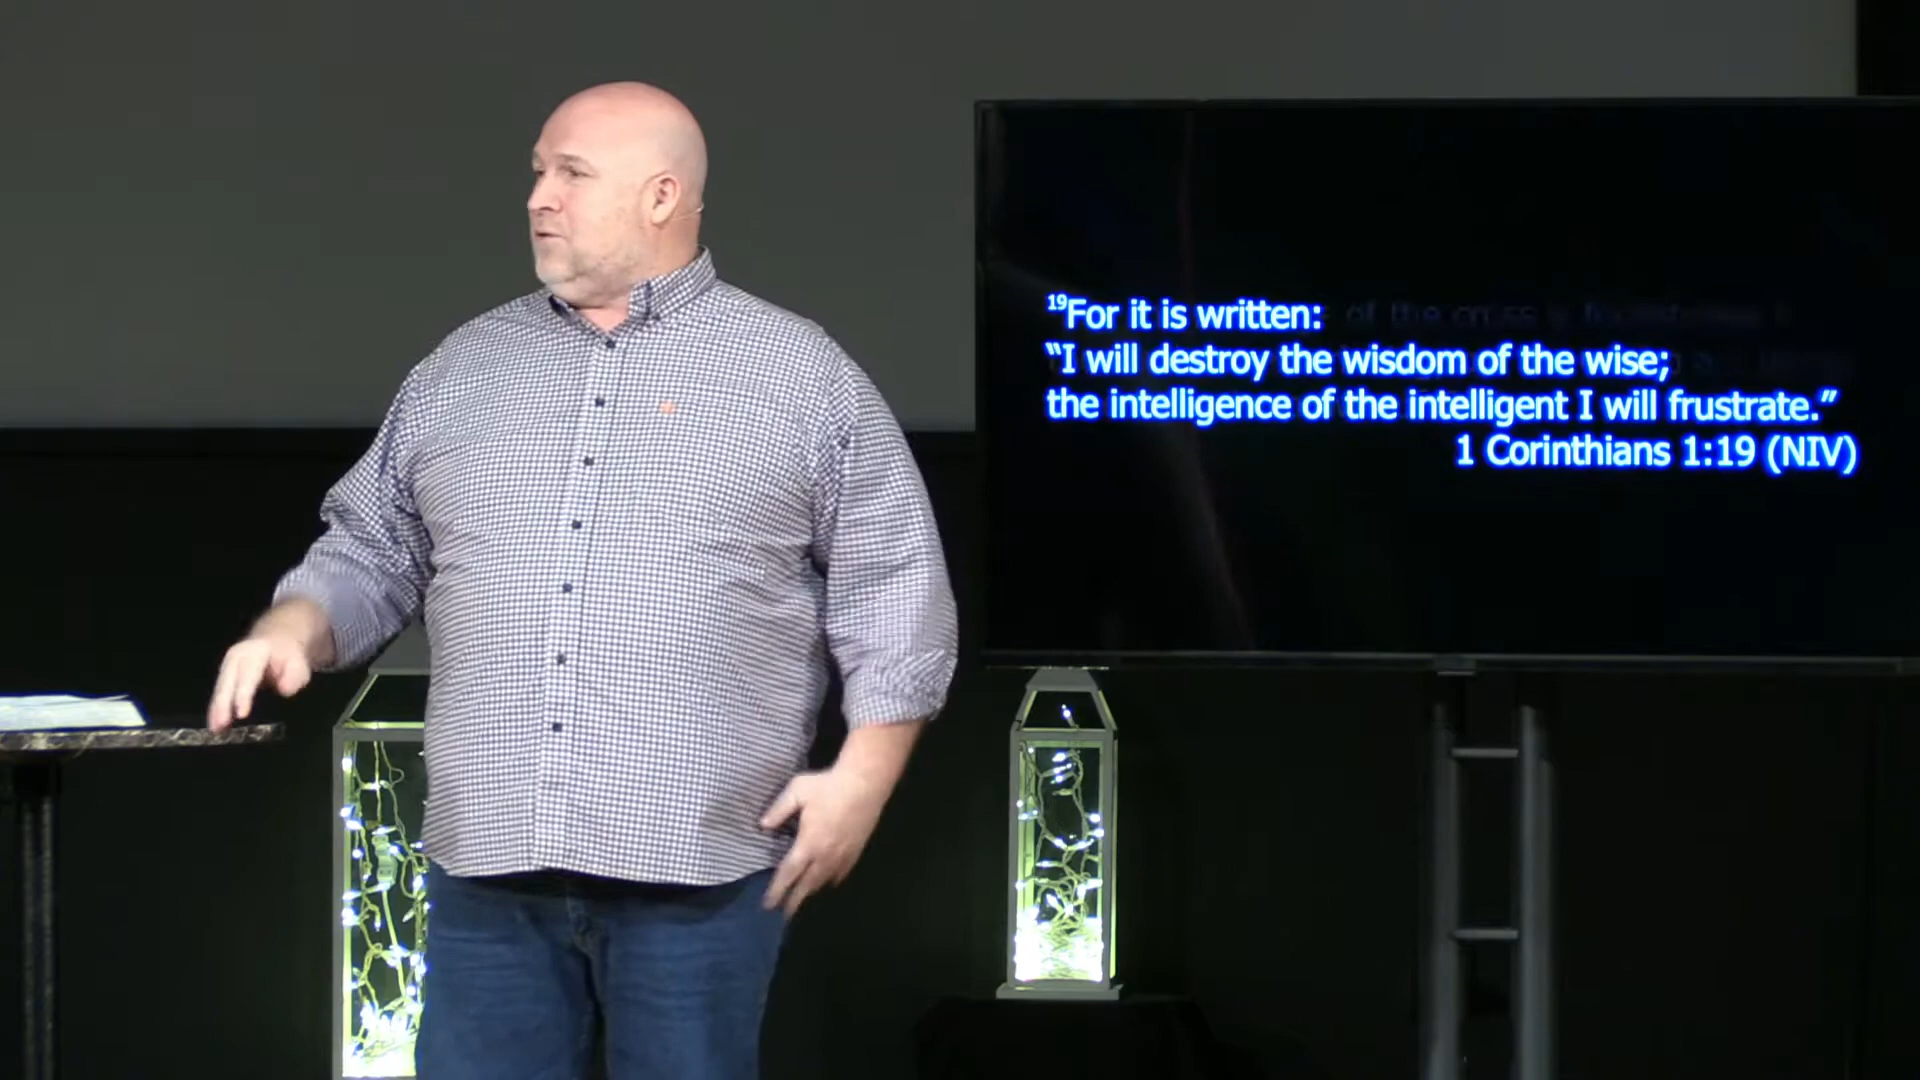 ¹⁹For it is written:
“I will destroy the wisdom of the wise;
the intelligence of the intelligent I will frustrate.”
1 Corinthians 1:19 (NIV)